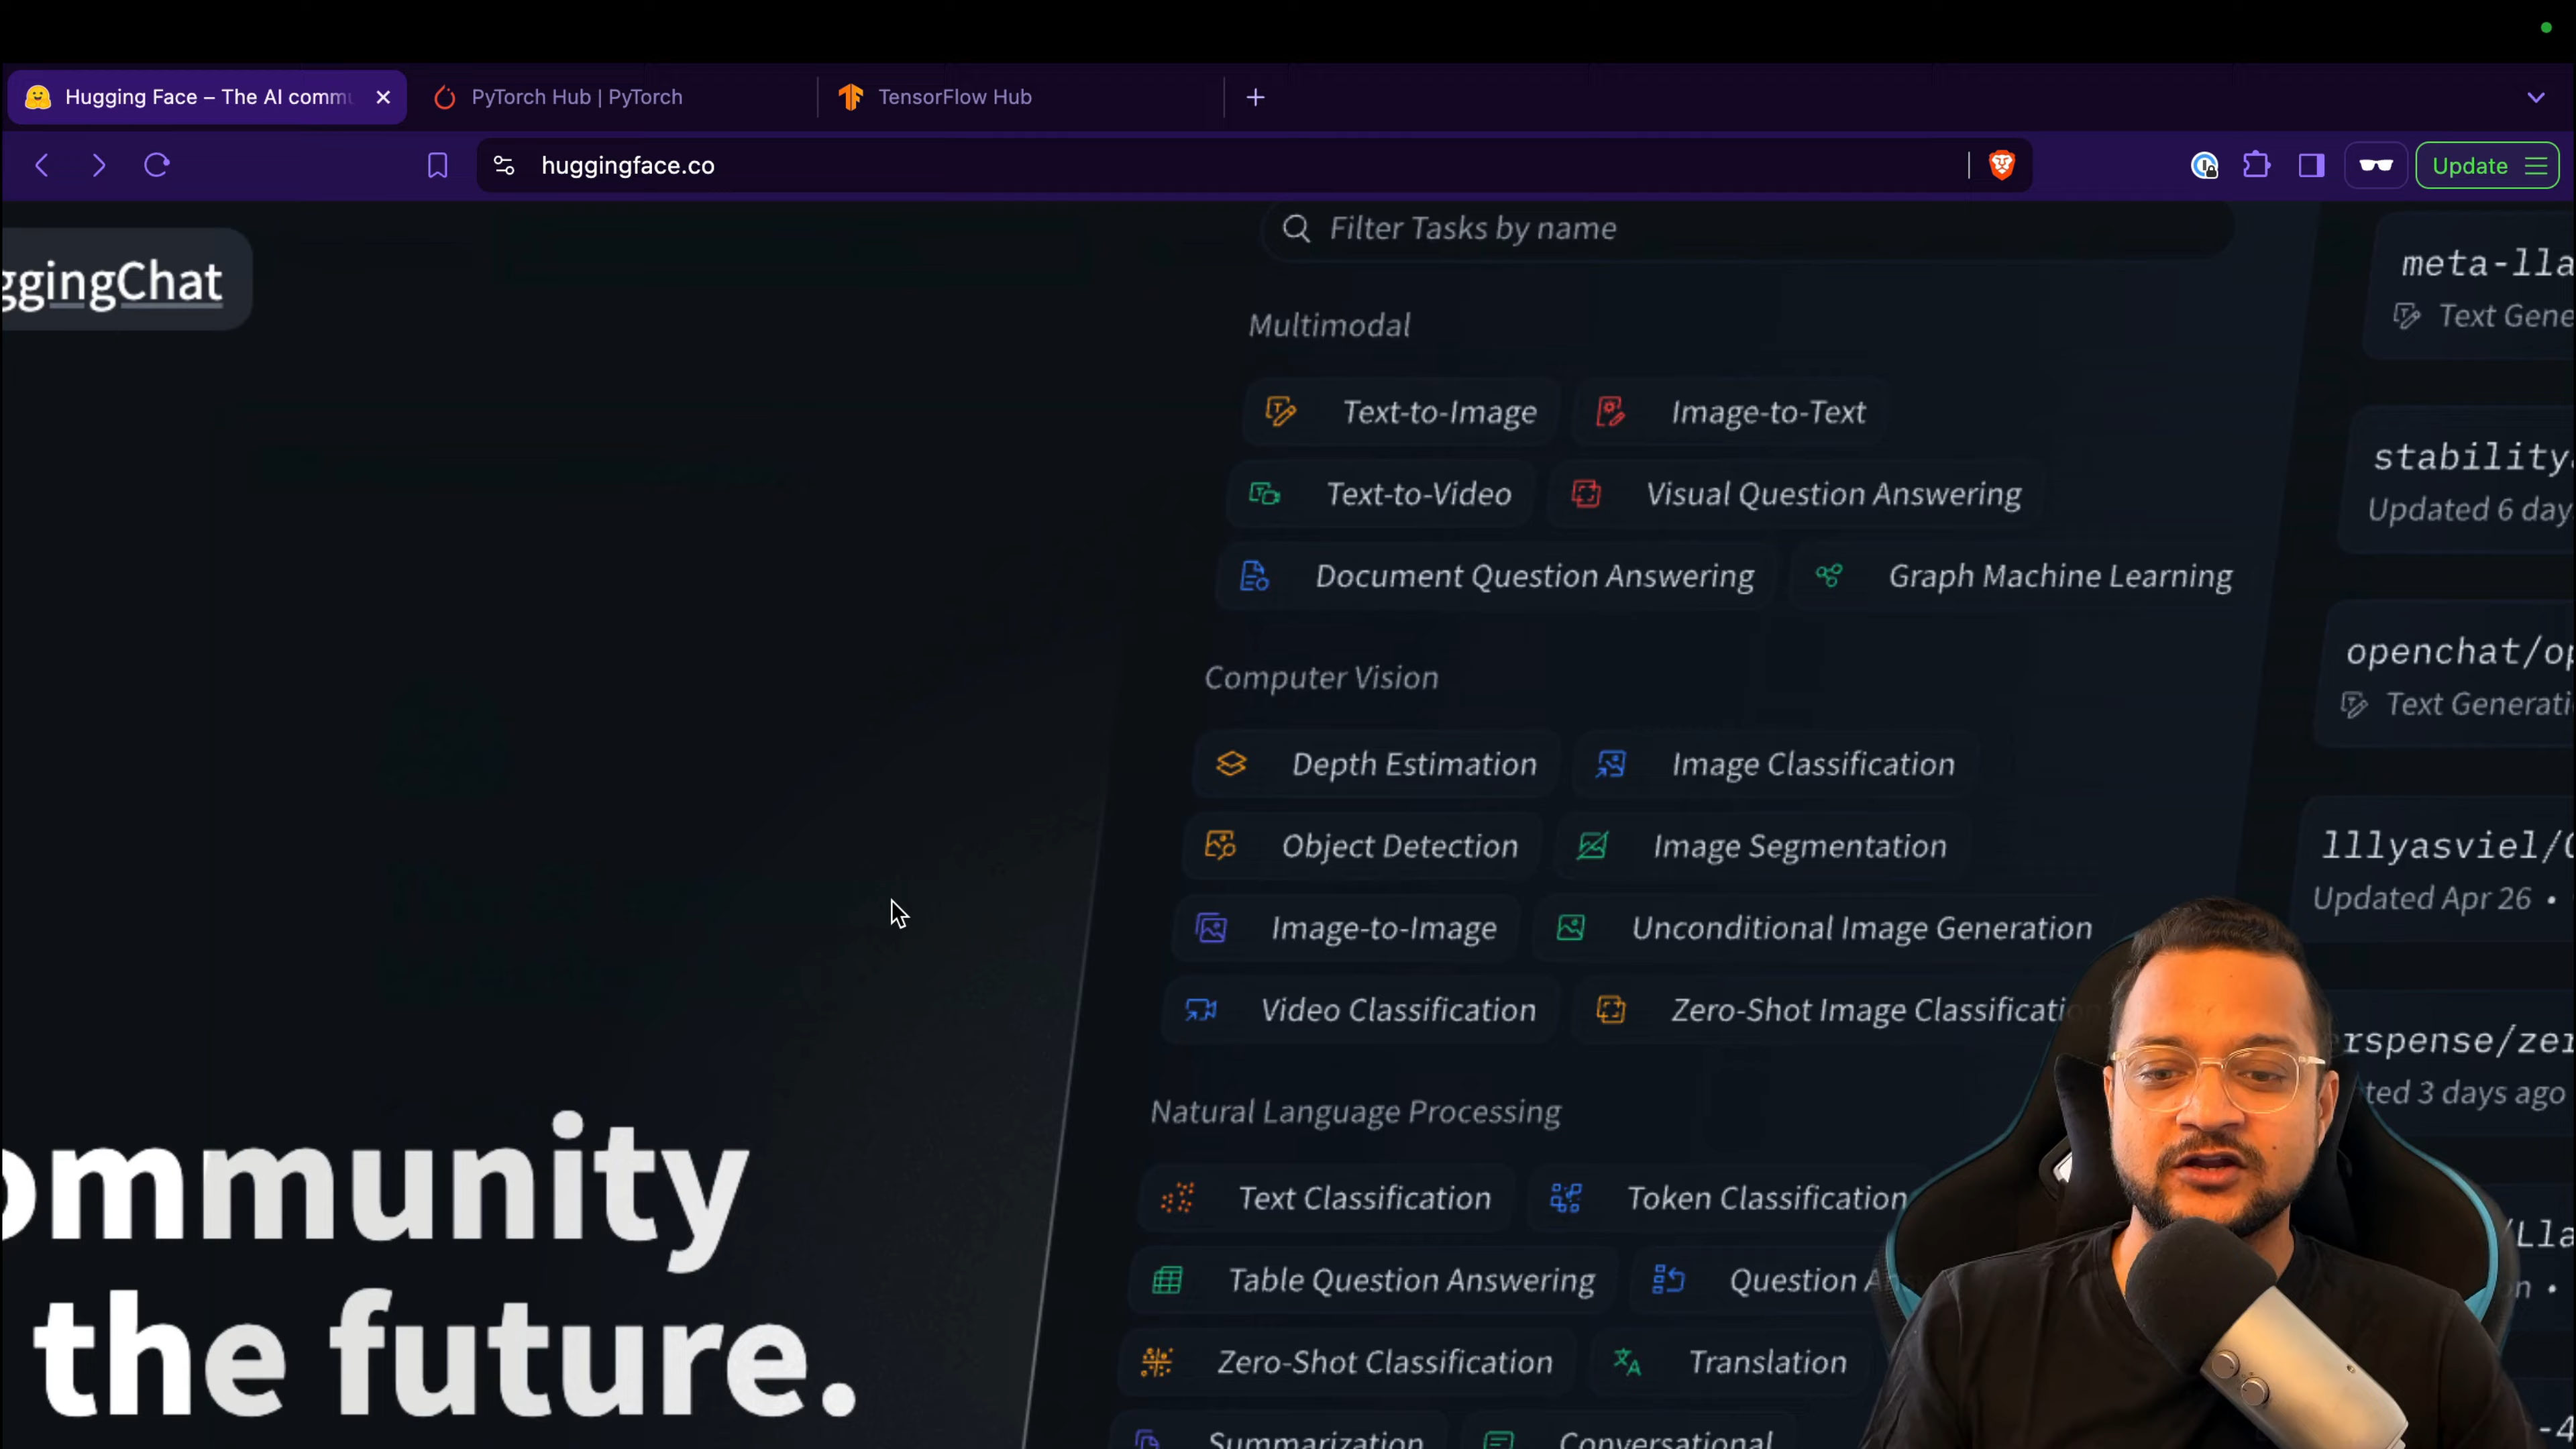 Hugging Face – The AI commu
PyTorch Hub | PyTorch
TensorFlow Hub
huggingface.co
Update
ggingChat
ommunity
the future.
Filter Tasks by name
Multimodal
Text-to-Image
Image-to-Text
Text-to-Video
Visual Question Answering
Document Question Answering
Graph Machine Learning
Computer Vision
Depth Estimation
Image Classification
Object Detection
Image Segmentation
Image-to-Image
Unconditional Image Generation
Video Classification
Zero-Shot Image Classificati
Natural Language Processing
Text Classification
Token Classification
Table Question Answering
Question A
Zero-Shot Classification
Translation
Summarization
Conversational
meta-lla
Text Gene
stability
Updated 6 day
openchat/op
Text Generati
lllyasviel/
Updated Apr 26 •
rspense/zer
ted 3 days ago
/Lla
n •
-4